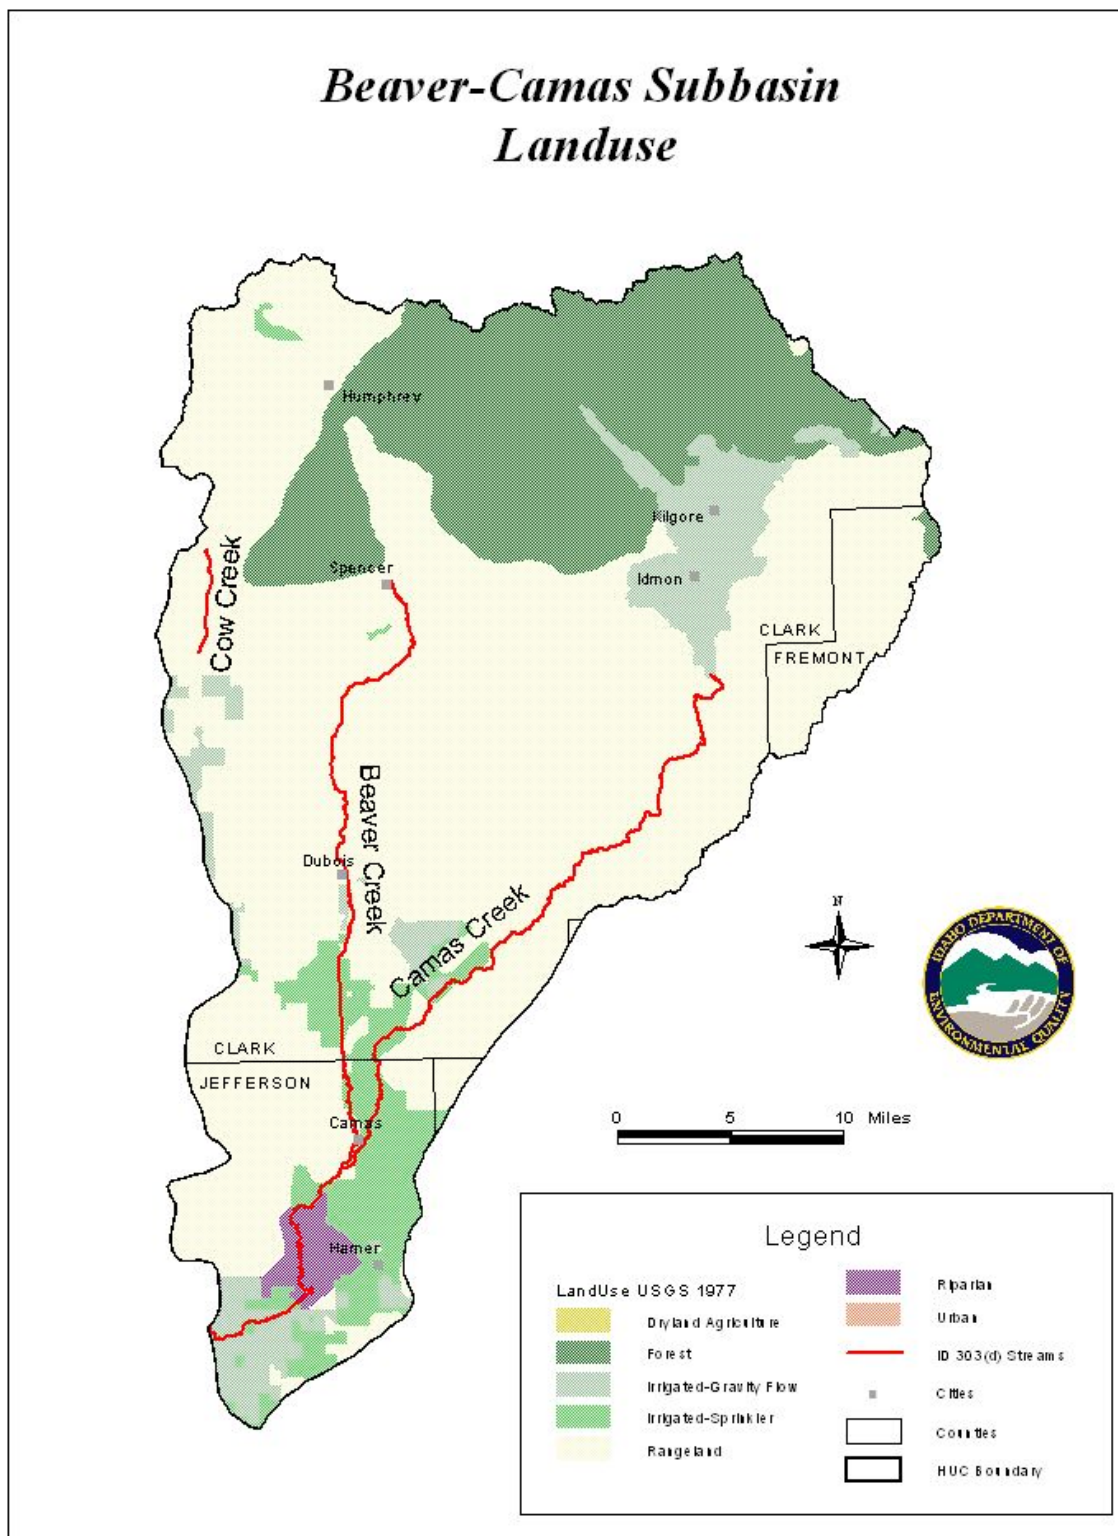 Beaver-Camas Subbasin
Landuse
Humphrey
Kilgore
Spencer
Idmon
Cow Creek
CLARK
FREMONT
Beaver Creek
Dubois
Camas Creek
N
IDAHO DEPARTMENT OF
ENVIRONMENTAL QUALITY
CLARK
JEFFERSON
Camas
0 5 10 Miles
Hamer
Legend
LandUse USGS 1977
Dryland Agriculture
Forest
Irrigated-Gravity Flow
Irrigated-Sprinkler
Rangeland
Riparian
Urban
ID 303(d) Streams
Cities
Counties
HUC Boundary